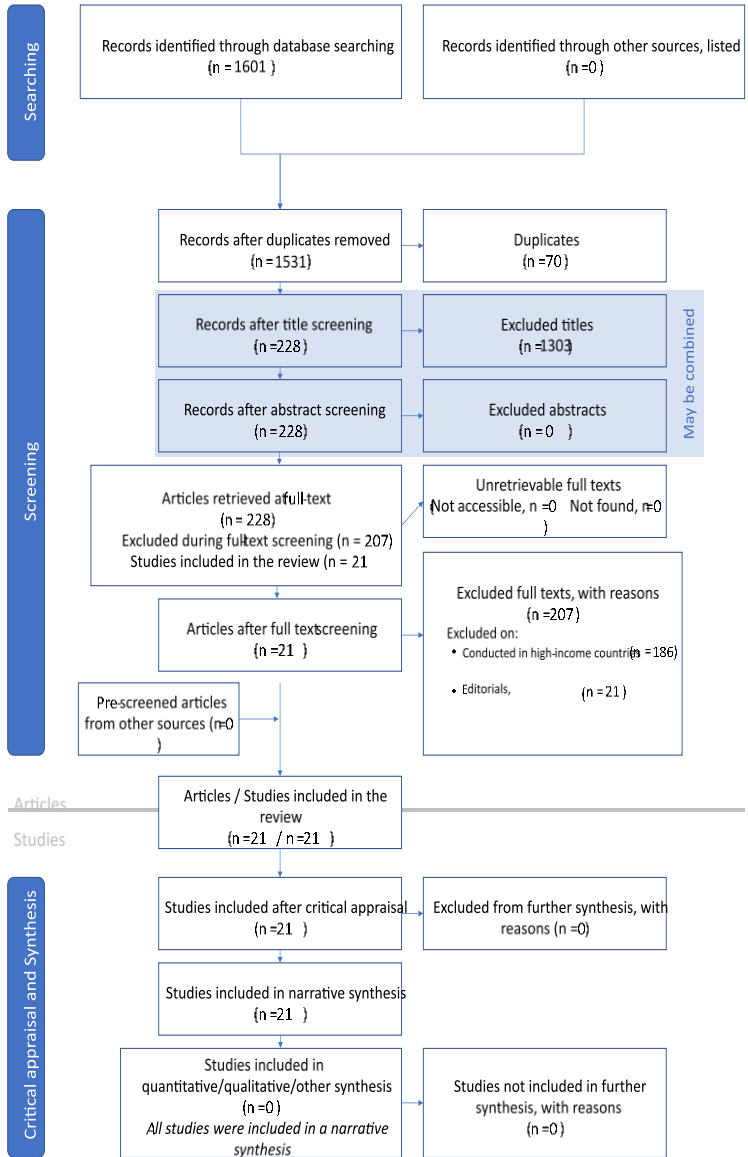 Searching
Records identified through database searching
(n = 1601 )
Records identified through other sources, listed
(n =0 )
Screening
Records after duplicates removed
(n =1531)
Duplicates
(n =70 )
Records after title screening
(n =228 )
Excluded titles
(n =1303)
May be combined
Records after abstract screening
(n =228)
Excluded abstracts
(n = 0 )
Articles retrieved at full-text
(n = 228)
Excluded during full-text screening (n = 207)
Studies included in the review (n = 21
Unretrievable full texts
(Not accessible, n =0 Not found, n=0
)
Articles after full text screening
(n =21 )
Excluded full texts, with reasons
(n =207)
Excluded on:
• Conducted in high-income countries (n = 186)
• Editorials, (n = 21 )
Pre-screened articles
from other sources (n=0
)
Articles
Studies
Articles / Studies included in the
review
(n =21 / n =21 )
Critical appraisal and Synthesis
Studies included after critical appraisal
(n =21 )
Excluded from further synthesis, with
reasons (n =0)
Studies included in narrative synthesis
(n =21 )
Studies included in
quantitative/qualitative/other synthesis
(n =0 )
All studies were included in a narrative
synthesis
Studies not included in further
synthesis, with reasons
(n =0 )